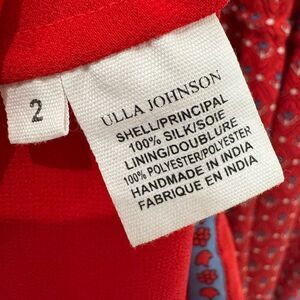 2
ULLA JOHNSON
SHELL/PRINCIPAL
100% SILK/SOIE
LINING/DOUBLURE
100% POLYESTER/POLYESTER
HANDMADE IN INDIA
FABRIQUE EN INDIA